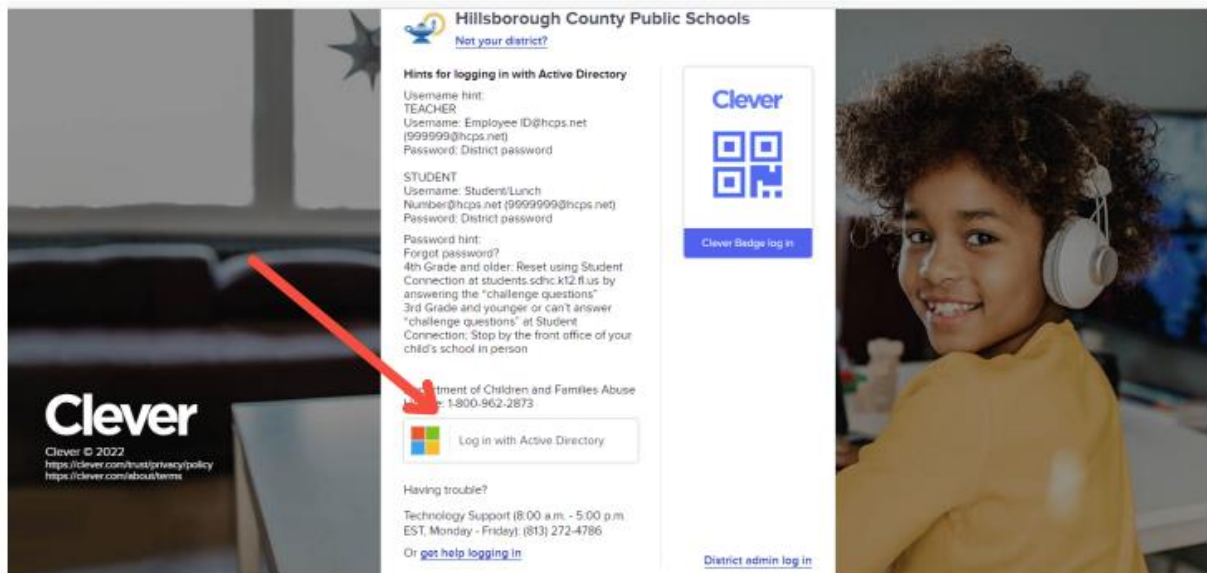 Hillsborough County Public Schools
Not your district?
Hints for logging in with Active Directory
Username hint:
TEACHER
Username: Employee ID@hcps.net
(999999@hcps.net)
Password: District password
STUDENT
Username: Student/Lunch
Number@hcps.net (9999999@hcps.net)
Password: District password
Password hint:
Forgot password?
4th Grade and older: Reset using Student
Connection at students.sdhc.k12.fl.us by
answering the "challenge questions"
3rd Grade and younger or can't answer
"challenge questions" at Student
Connection: Stop by the front office of your
child's school in person
of Children and Families Abuse
1-800-962-2873
Log in with Active Directory
Having trouble?
Technology Support (8:00 a.m. - 5:00 p.m.
EST, Monday - Friday): (813) 272-4786
Or get help logging in
Clever
Clever Badge log in
District admin log in
Clever
Clever © 2022
https://clever.com/trust/privacy/policy
https://clever.com/about/terms